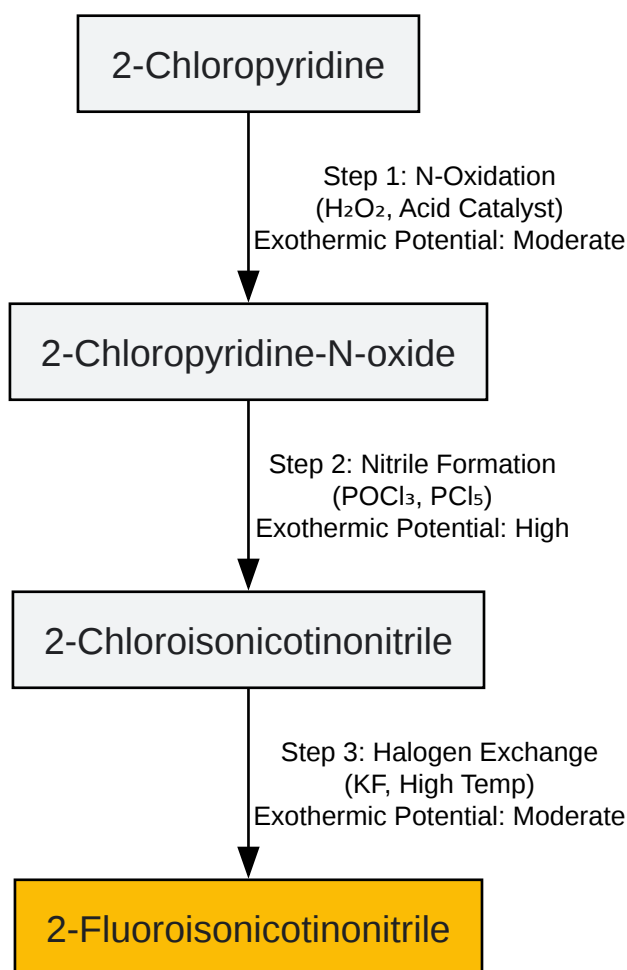 2-Chloropyridine
Step 1: N-Oxidation
(H₂O₂, Acid Catalyst)
Exothermic Potential: Moderate
2-Chloropyridine-N-oxide
Step 2: Nitrile Formation
(POCl₃, PCl₅)
Exothermic Potential: High
2-Chloroisonicotinonitrile
Step 3: Halogen Exchange
(KF, High Temp)
Exothermic Potential: Moderate
2-Fluoroisonicotinonitrile